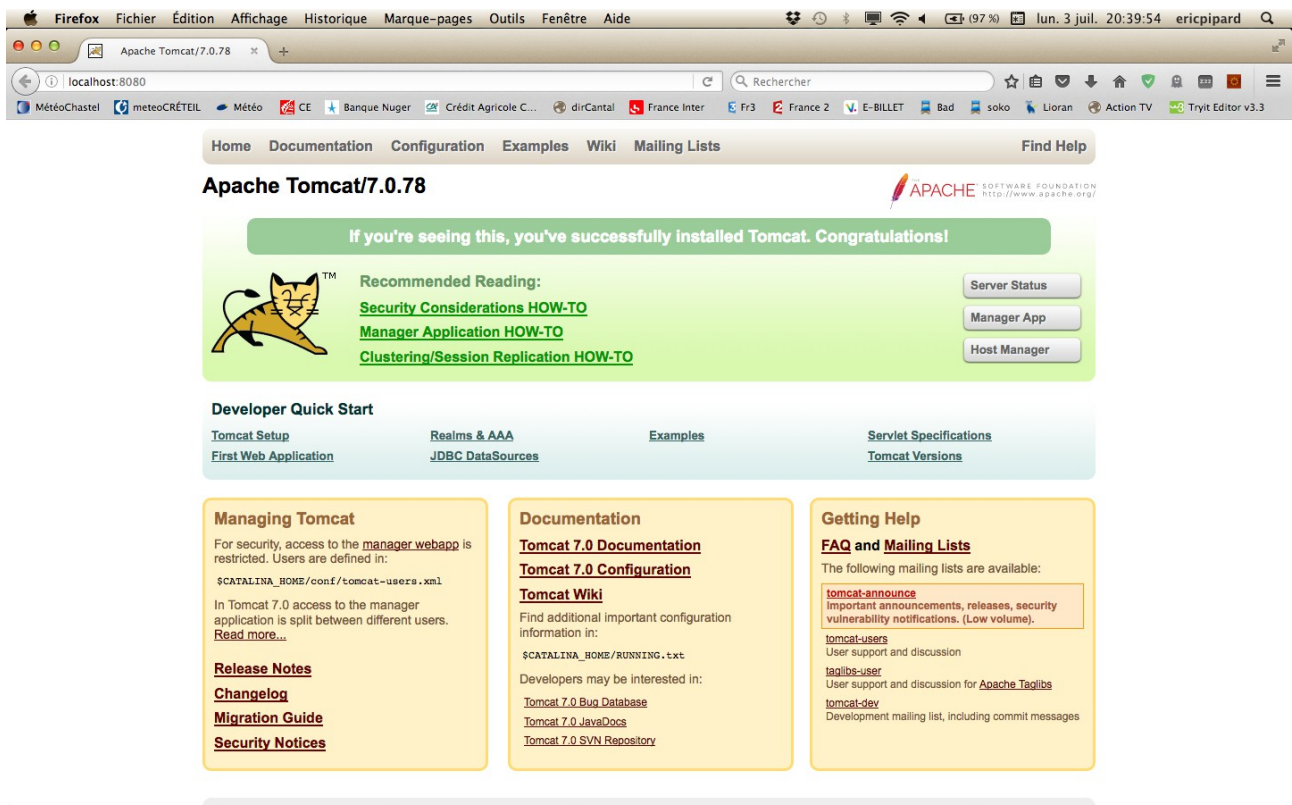 Firefox Fichier Édition Affichage Historique Marque-pages Outils Fenêtre Aide (97 %) lun. 3 juil. 20:39:54 ericpipard
Apache Tomcat/7.0.78
localhost:8080 Rechercher
MétéoChastel meteoCRÉTEIL Météo CE Banque Nuger Crédit Agricole C... dirCantal France Inter Fr3 France 2 E-BILLET Bad soko Lioran Action TV Tryit Editor v3.3
Home Documentation Configuration Examples Wiki Mailing Lists Find Help
Apache Tomcat/7.0.78
THE APACHE SOFTWARE FOUNDATION
http://www.apache.org/
If you're seeing this, you've successfully installed Tomcat. Congratulations!
TM
Recommended Reading:
Security Considerations HOW-TO
Manager Application HOW-TO
Clustering/Session Replication HOW-TO
Server Status
Manager App
Host Manager
Developer Quick Start
Tomcat Setup Realms & AAA Examples Servlet Specifications
First Web Application JDBC DataSources Tomcat Versions
Managing Tomcat
For security, access to the manager webapp is
restricted. Users are defined in:
$CATALINA_HOME/conf/tomcat-users.xml
In Tomcat 7.0 access to the manager
application is split between different users.
Read more...
Release Notes
Changelog
Migration Guide
Security Notices
Documentation
Tomcat 7.0 Documentation
Tomcat 7.0 Configuration
Tomcat Wiki
Find additional important configuration
information in:
$CATALINA_HOME/RUNNING.txt
Developers may be interested in:
Tomcat 7.0 Bug Database
Tomcat 7.0 JavaDocs
Tomcat 7.0 SVN Repository
Getting Help
FAQ and Mailing Lists
The following mailing lists are available:
tomcat-announce
Important announcements, releases, security
vulnerability notifications. (Low volume).
tomcat-users
User support and discussion
taglibs-user
User support and discussion for Apache Taglibs
tomcat-dev
Development mailing list, including commit messages